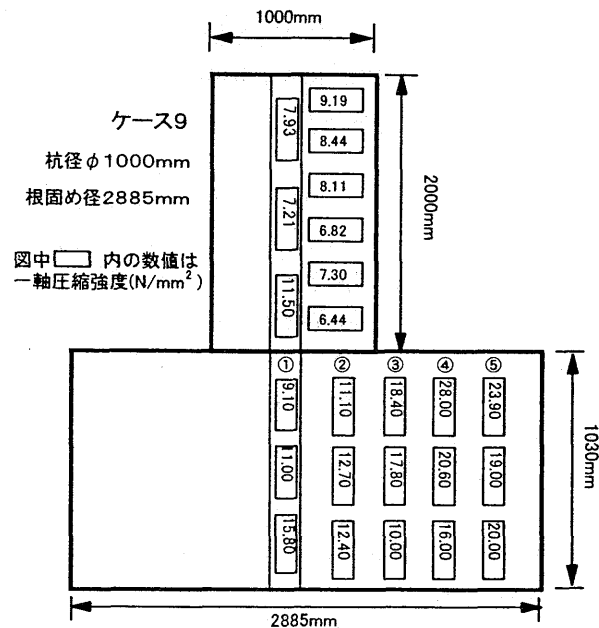 1000mm
ケース9
杭径φ1000mm
根固め径2885mm
図中 内の数値は
一軸圧縮強度(N/mm²)
7.93
7.21
11.50
9.19
8.44
8.11
6.82
7.30
6.44
2000mm
① ② ③ ④ ⑤
9.10 11.10 18.40 28.00 23.90
11.00 12.70 17.80 20.60 19.00
15.80 12.40 10.00 16.00 20.00
1030mm
2885mm